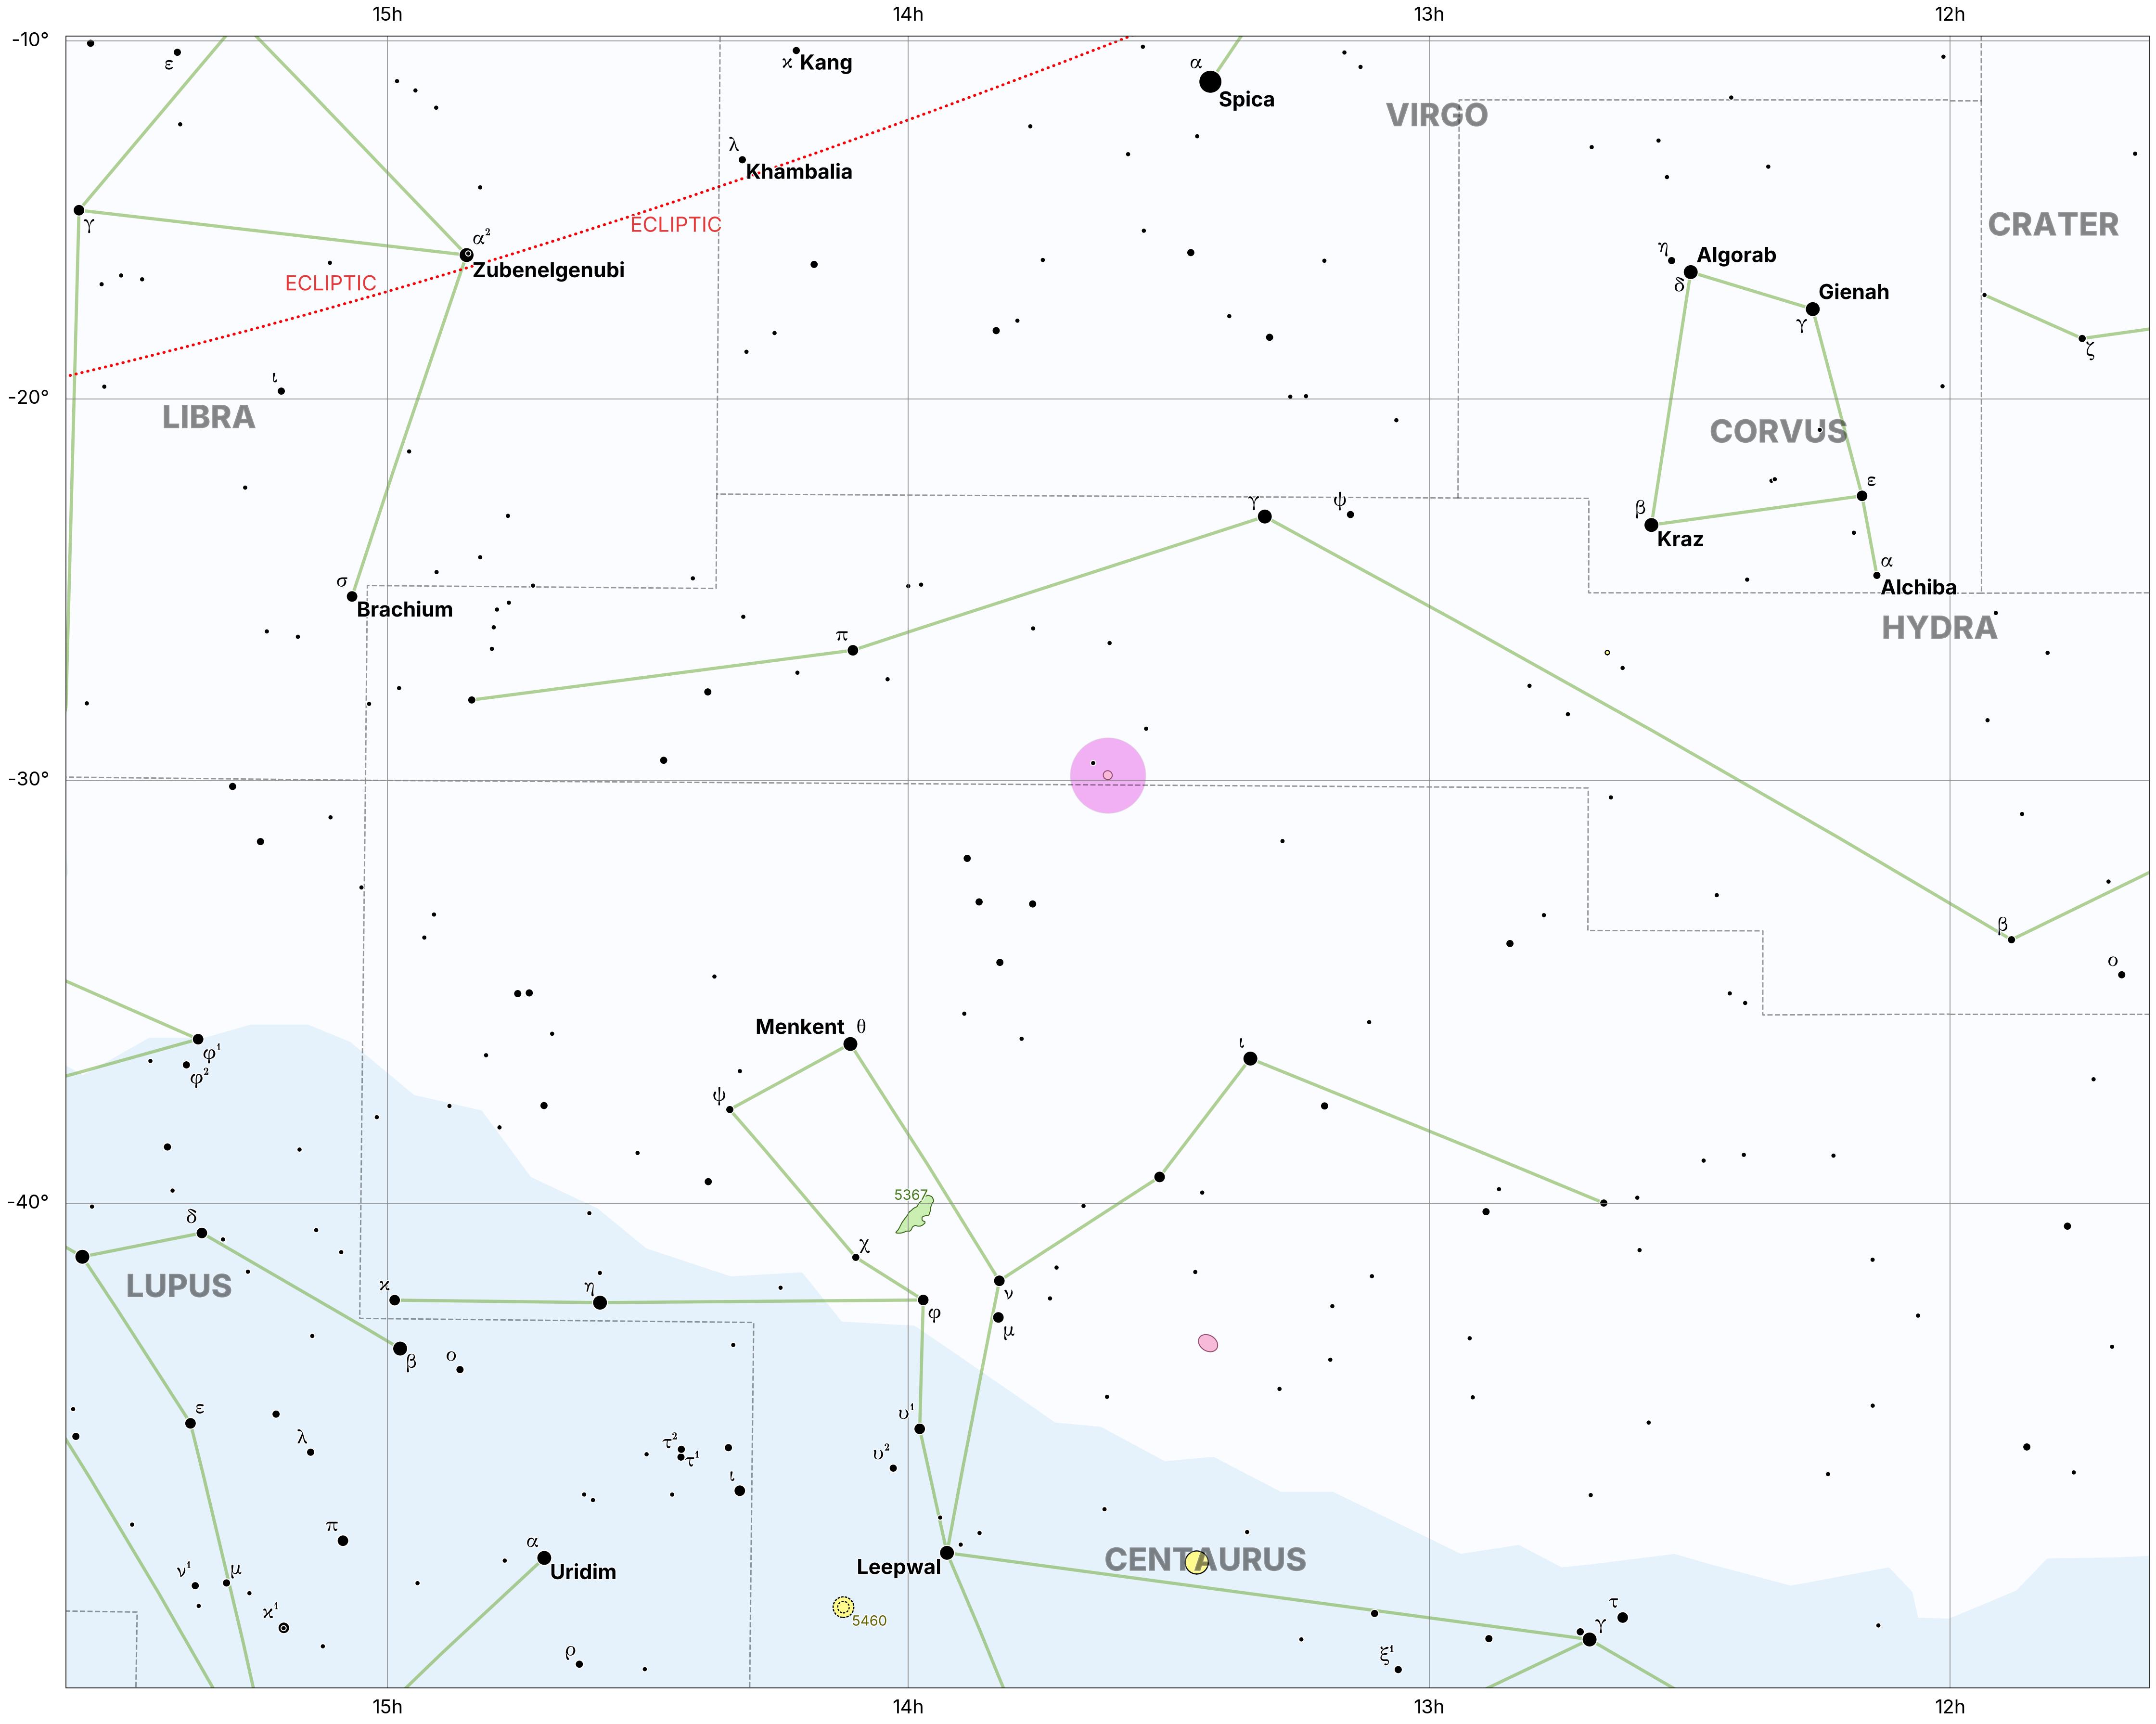 15h 14h 13h 12h
-10°
ε
ϰ Kang
α
Spica
VIRGO
λ
Khambalia
ECLIPTIC
CRATER
γ
α²
Zubenelgenubi
ECLIPTIC
η
Algorab
δ
Gienah
γ
ζ
ι
-20°
LIBRA
CORVUS
γ
ψ
ε
β
Kraz
α
Alchiba
σ
Brachium
HYDRA
π
-30°
β
ο
Menkent θ
ι
φ¹
φ²
ψ
-40°
5367
δ
χ
LUPUS
ϰ
η
φ
ν
μ
β
ο
ε
υ¹
λ
τ²
τ¹
υ²
ι
π
α
Uridim
Leepwal
CENTAURUS
ν¹
μ
ϰ¹
5460
τ
γ
ρ
ξ¹
15h 14h 13h 12h